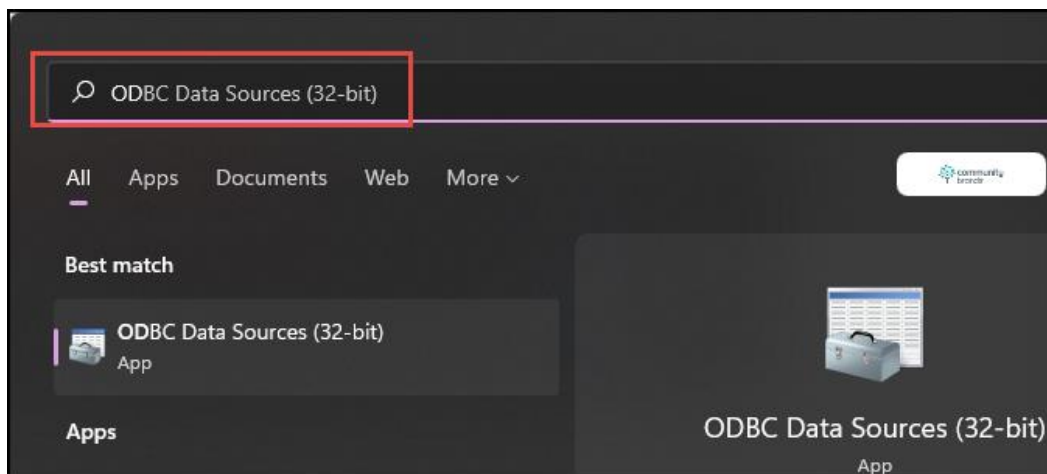 ODBC Data Sources (32-bit)
All Apps Documents Web More
community
brands
Best match
ODBC Data Sources (32-bit)
App
Apps
ODBC Data Sources (32-bit)
App